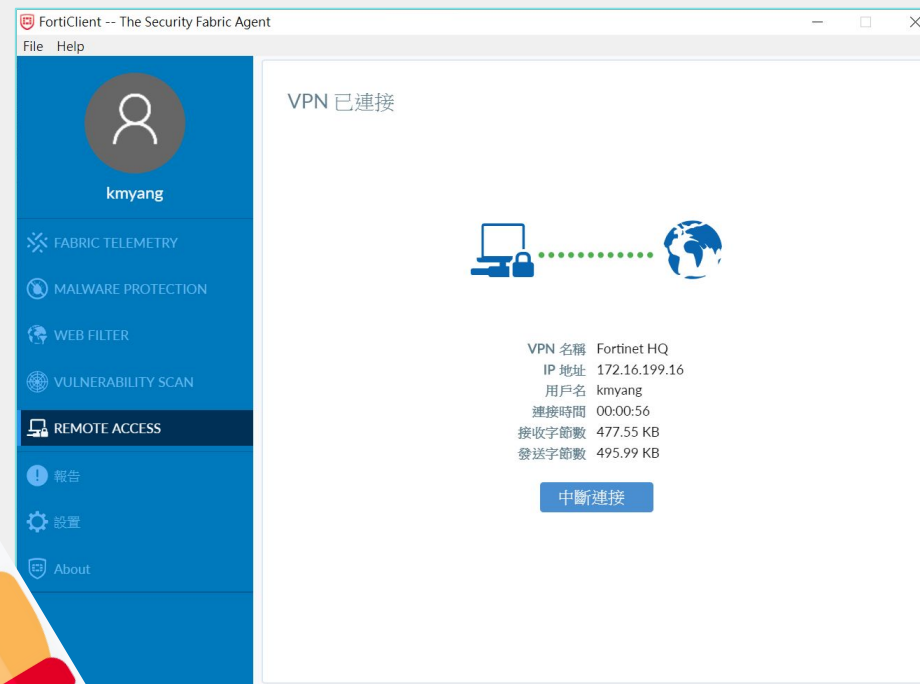 FortiClient -- The Security Fabric Agent
File Help
kmyang
FABRIC TELEMETRY
MALWARE PROTECTION
WEB FILTER
VULNERABILITY SCAN
REMOTE ACCESS
報告
設置
About
VPN 已連接
VPN 名稱 Fortinet HQ
IP 地址 172.16.199.16
用戶名 kmyang
連接時間 00:00:56
接收字節數 477.55 KB
發送字節數 495.99 KB
中斷連接